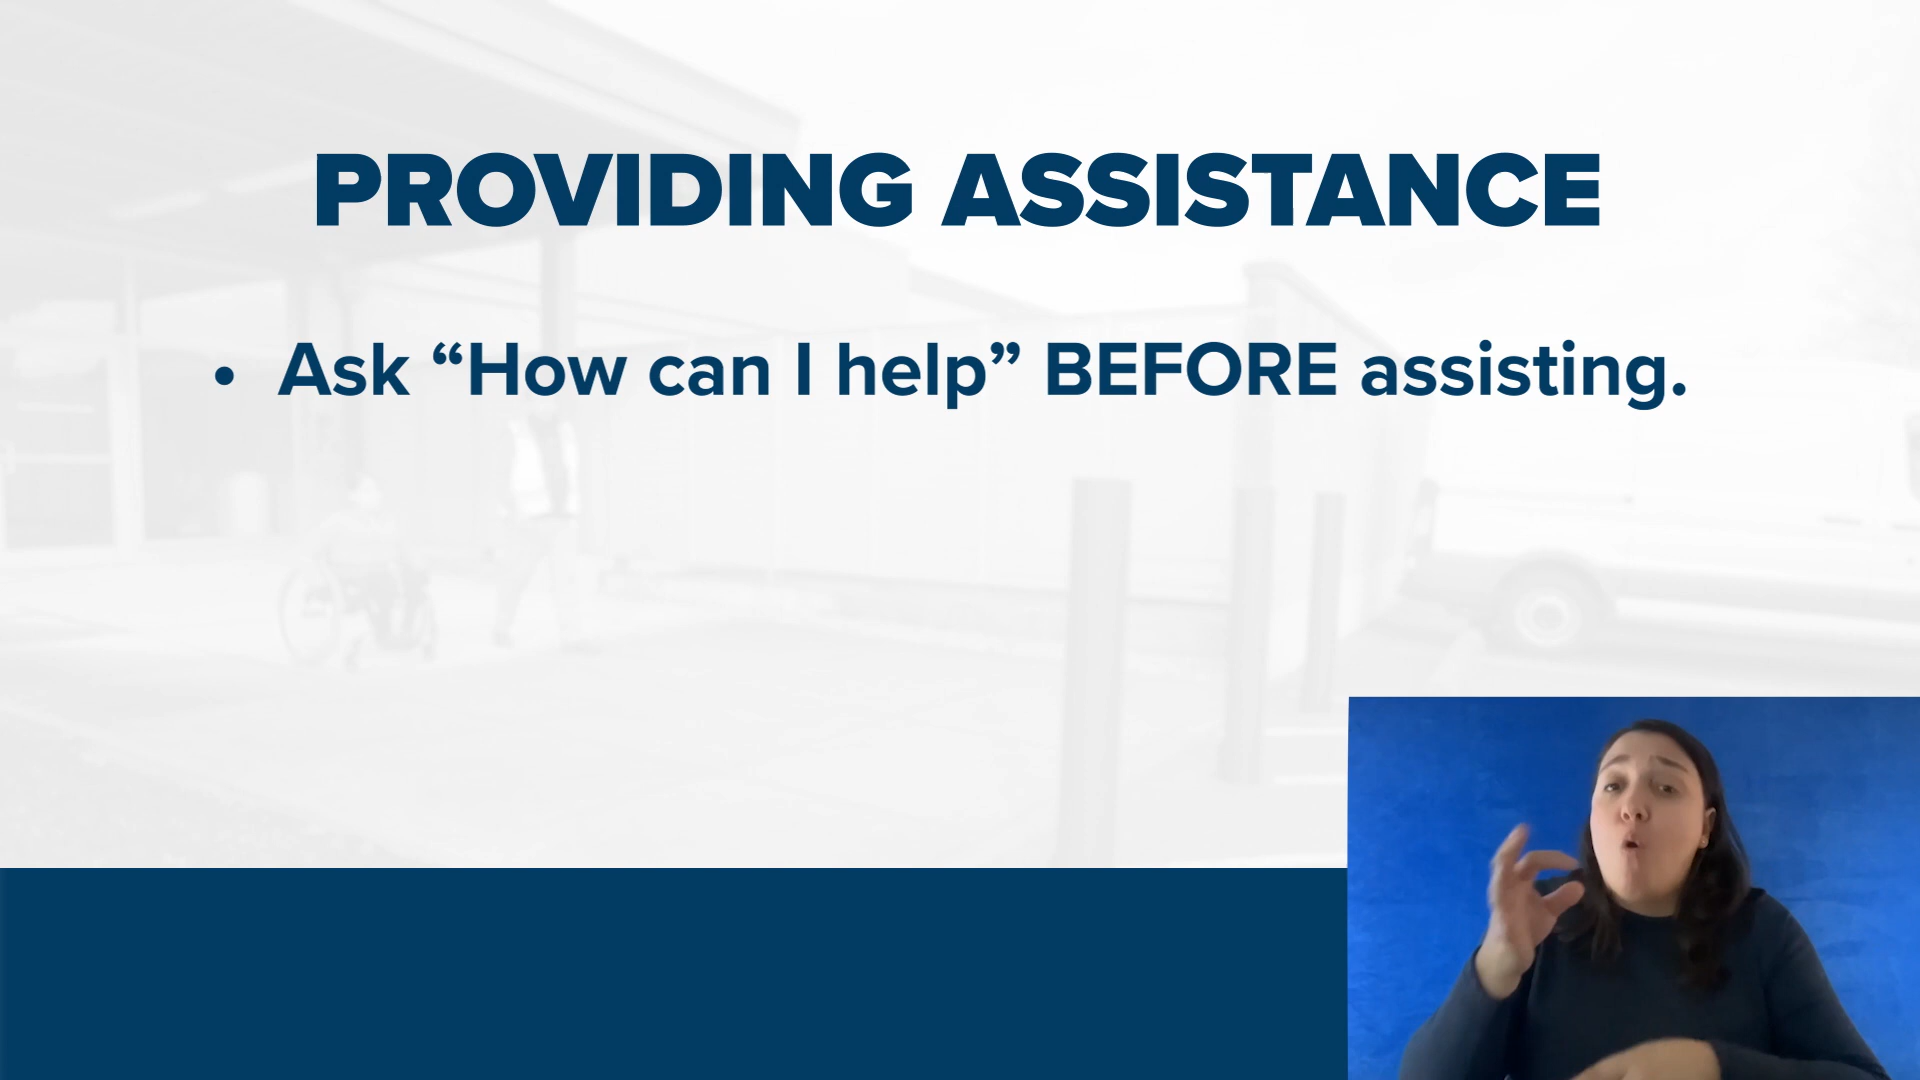 PROVIDING ASSISTANCE
• Ask “How can I help” BEFORE assisting.